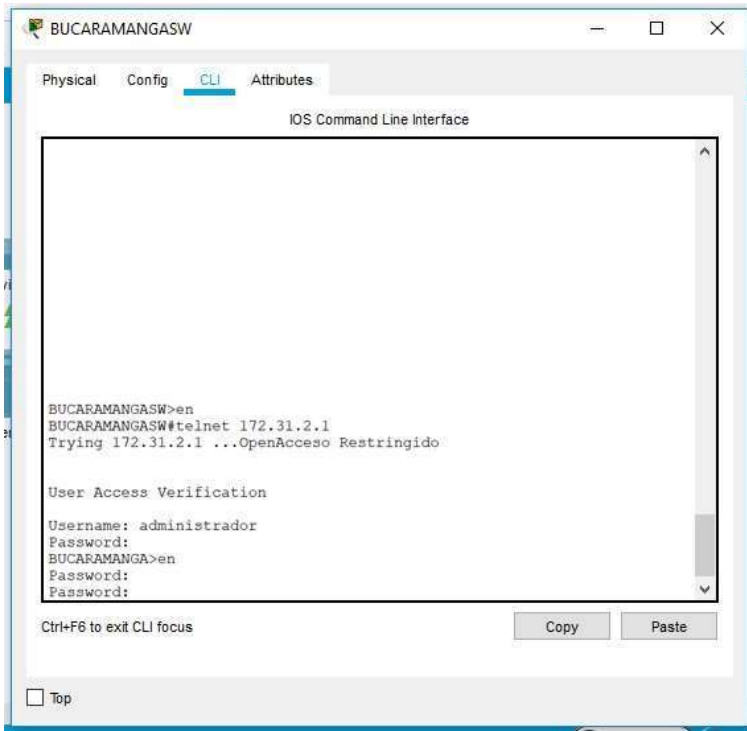 BUCARAMANGASW
Physical Config CLI Attributes
IOS Command Line Interface
BUCARAMANGASW>en
BUCARAMANGASW#telnet 172.31.2.1
Trying 172.31.2.1 ...OpenAcceso Restringido
User Access Verification
Username: administrador
Password:
BUCARAMANGA>en
Password:
Password:
Ctrl+F6 to exit CLI focus
Copy Paste
Top